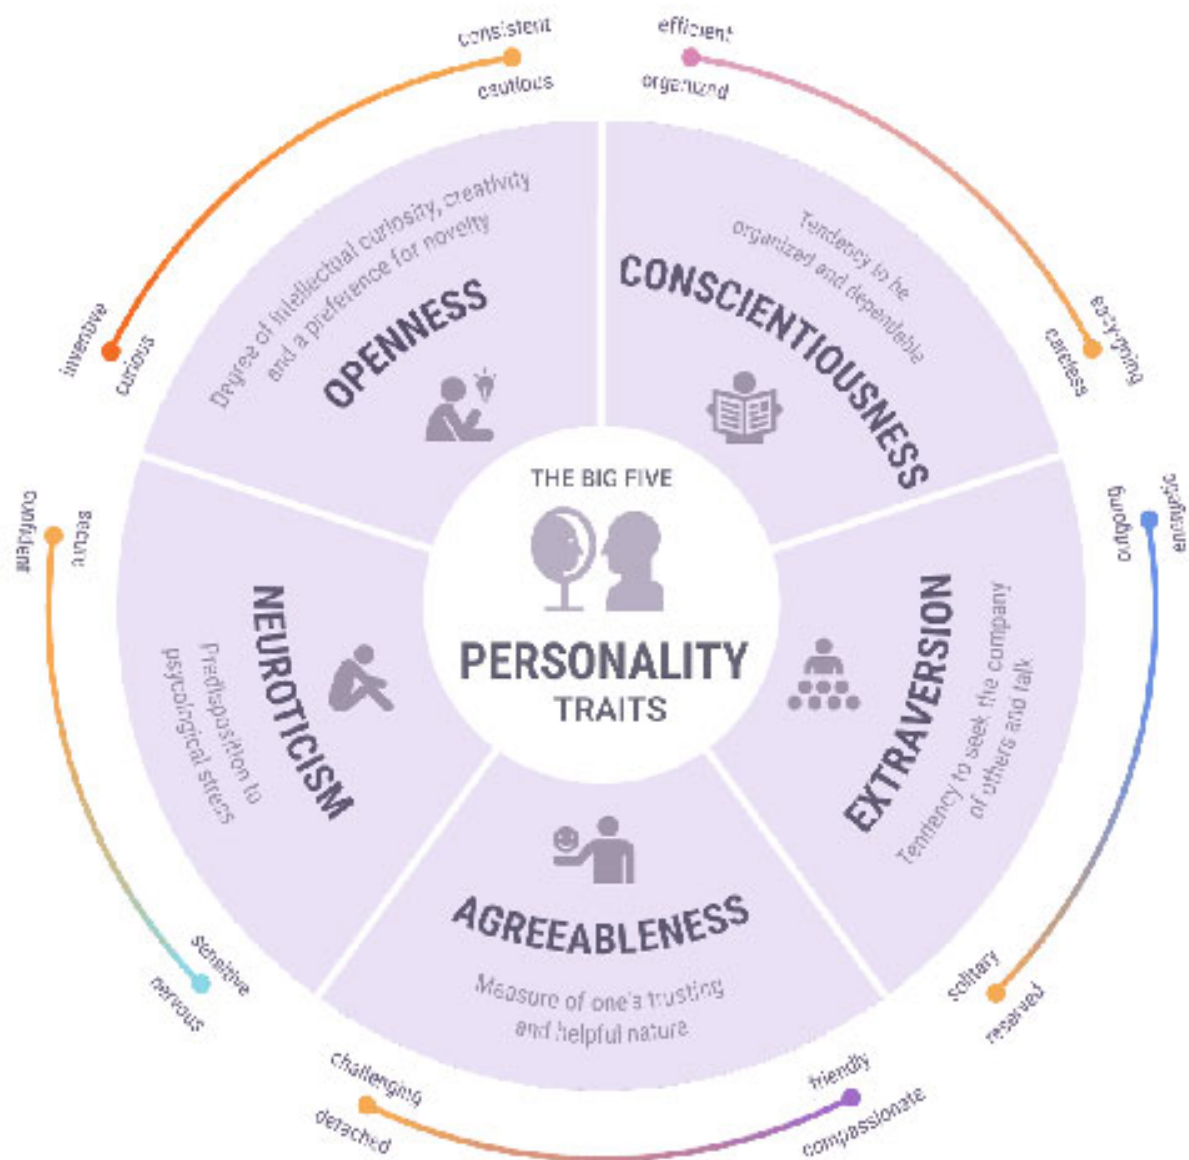 THE BIG FIVE
PERSONALITY
TRAITS
consistent
cautious
inventive
curious
Degree of intellectual curiosity, creativity
and a preference for novelty
OPENNESS
efficient
organized
easy-going
careless
Tendency to be
organized and dependable
CONSCIENTIOUSNESS
energetic
outgoing
solitary
reserved
EXTRAVERSION
Tendency to seek the company
of others and talk
AGREEABLENESS
Measure of one's trusting
and helpful nature
friendly
compassionate
challenging
detached
NEUROTICISM
Predisposition to
psycological stress
secure
confident
sensitive
nervous